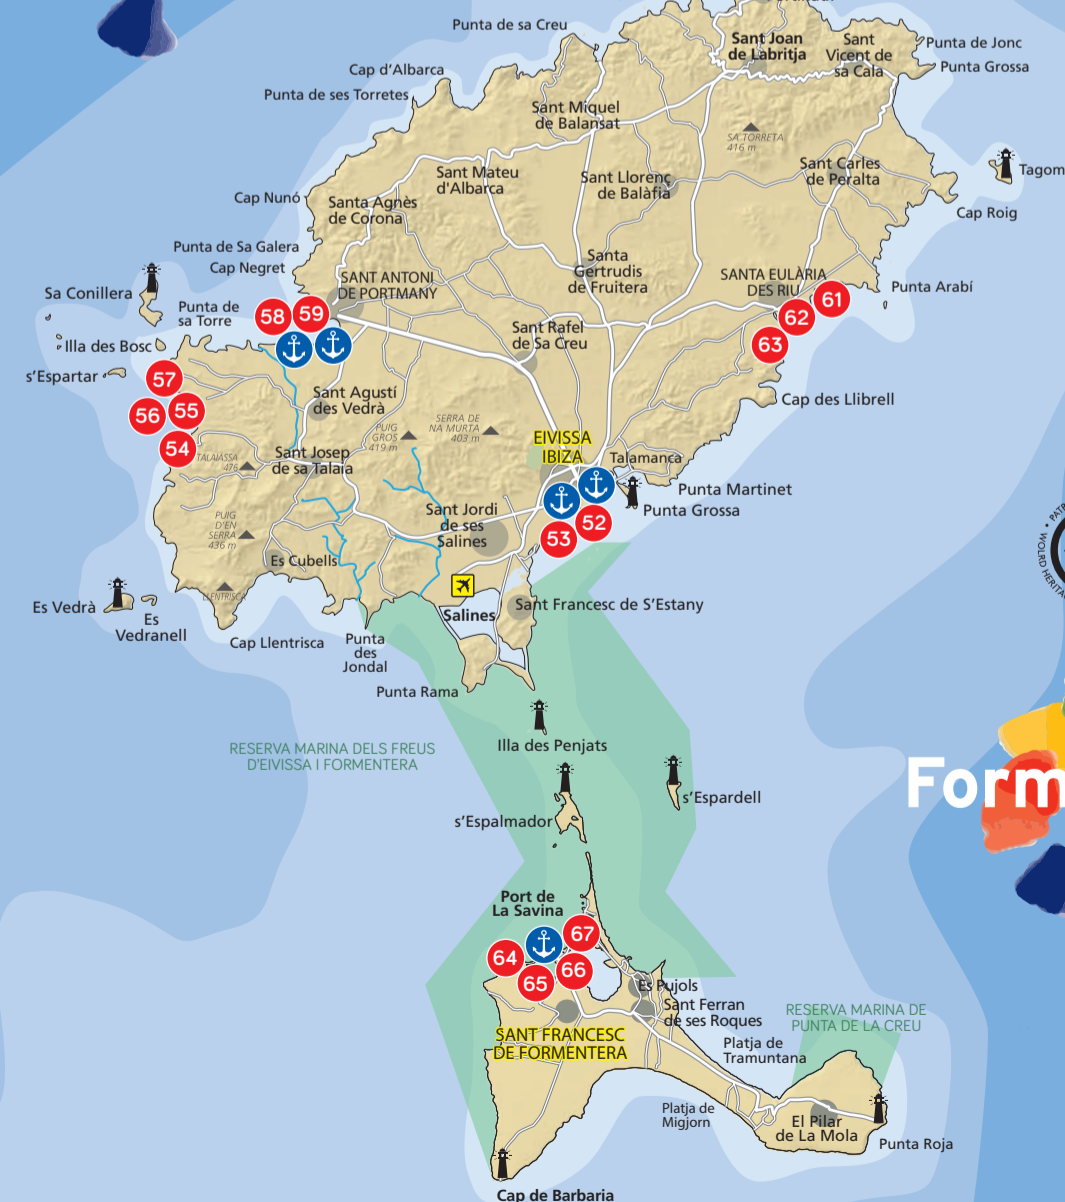 Punta de sa Creu
Sant Joan
de Labritja
Sant
Vicent de
sa Cala
Punta de Jonc
Punta Grossa
Cap d'Albarca
Punta de ses Torretes
Sant Miquel
de Balansat
SA TORRETA
416 m
Sant Mateu
d'Albarca
Sant Llorenç
de Balàfia
Sant Carles
de Peralta
Tagom
Cap Nunó
Santa Agnès
de Corona
Cap Roig
Punta de Sa Galera
Cap Negret
Santa
Gertrudis
de Fruitera
SANT ANTONI
DE PORTMANY
SANTA EULÀRIA
DES RIU
Punta Arabí
Sa Conillera
Punta de
sa Torre
58
59
61
62
63
Sant Rafel
de Sa Creu
Illa des Bosc
s'Espartar
57
56
55
54
Sant Agustí
des Vedrà
Cap des Llibrell
PUIG
GROS
419 m
SERRA DE
NA MURTA
403 m
EIVISSA
IBIZA
Talamanca
TALAIASSA
476
Sant Josep
de sa Talaia
Punta Martinet
Punta Grossa
PUIG
D'EN
SERRA
436 m
Sant Jordi
de ses
Salines
53
52
Es Cubells
LLENTRISCA
Es Vedrà
Es
Vedranell
Salines
Sant Francesc de S'Estany
Cap Llentrisca
Punta
des
Jondal
Punta Rama
WOLRD HERITA
PATR
RESERVA MARINA DELS FREUS
D'EIVISSA I FORMENTERA
Illa des Penjats
s'Espardell
s'Espalmador
Form
Port de
La Savina
64
65
66
67
Es Pujols
Sant Ferran
de ses Roques
SANT FRANCESC
DE FORMENTERA
RESERVA MARINA DE
PUNTA DE LA CREU
Platja de
Tramuntana
Platja de
Migjorn
El Pilar
de La Mola
Punta Roja
Cap de Barbaria